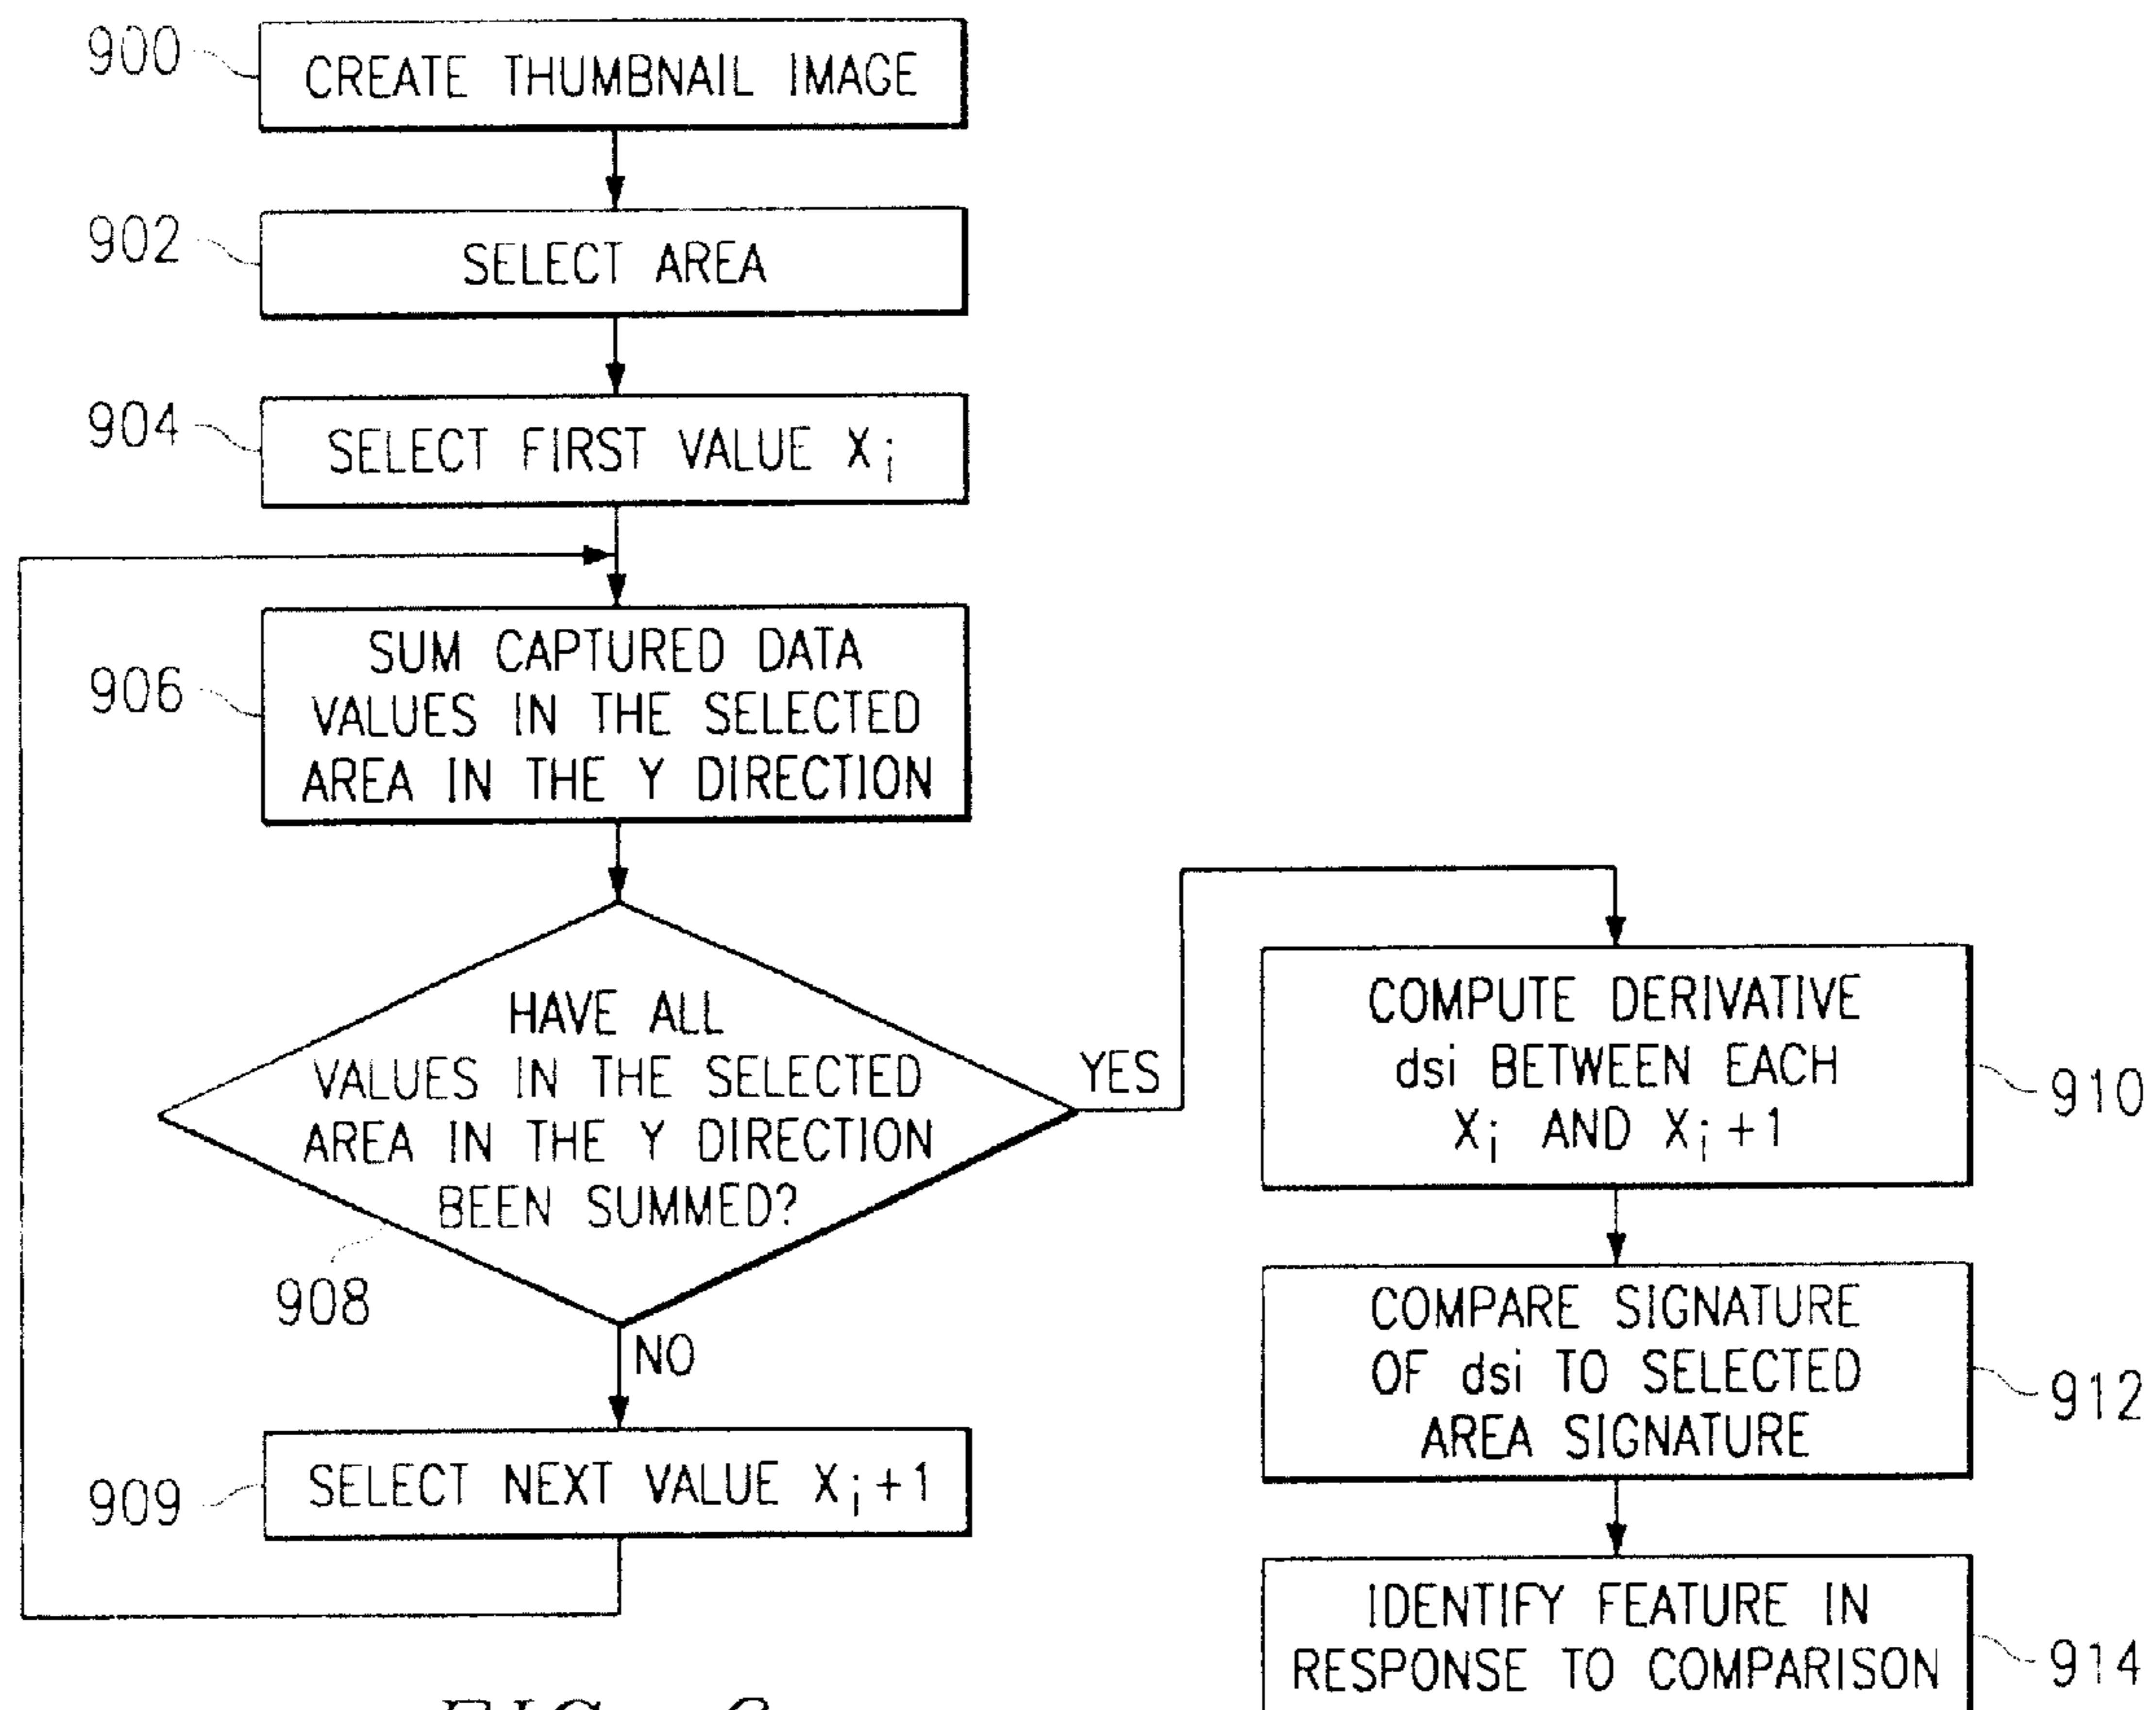 900
CREATE THUMBNAIL IMAGE
902
SELECT AREA
904
SELECT FIRST VALUE Xi
906
SUM CAPTURED DATA
VALUES IN THE SELECTED
AREA IN THE Y DIRECTION
HAVE ALL
VALUES IN THE SELECTED
AREA IN THE Y DIRECTION
BEEN SUMMED?
908
YES
NO
909
SELECT NEXT VALUE Xi+1
COMPUTE DERIVATIVE
dsi BETWEEN EACH
Xi AND Xi+1
910
COMPARE SIGNATURE
OF dsi TO SELECTED
AREA SIGNATURE
912
IDENTIFY FEATURE IN
RESPONSE TO COMPARISON
914